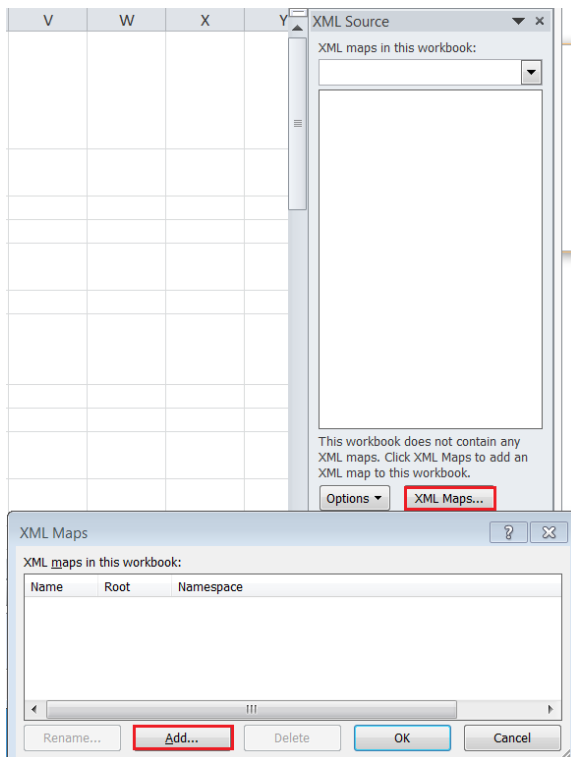 V W X Y
XML Source
XML maps in this workbook:
This workbook does not contain any
XML maps. Click XML Maps to add an
XML map to this workbook.
Options XML Maps...
XML Maps
XML maps in this workbook:
Name Root Namespace
Rename... Add... Delete OK Cancel